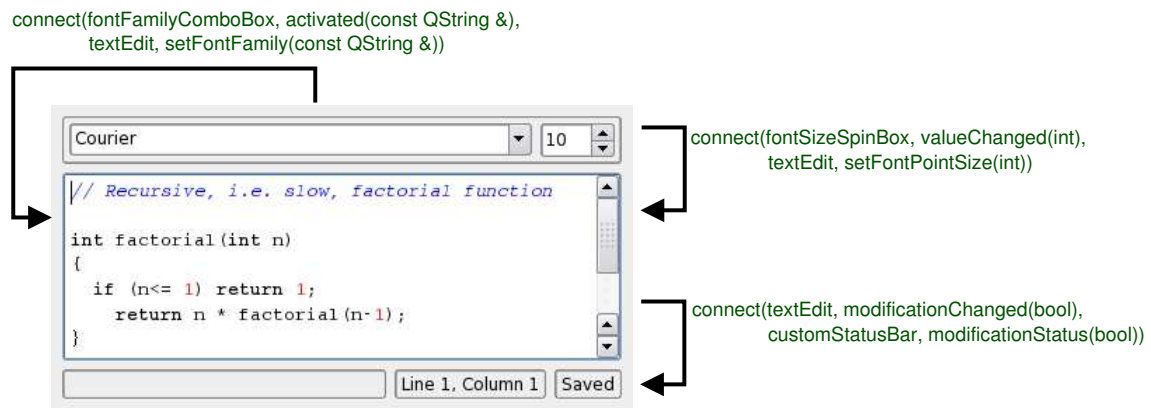 connect(fontFamilyComboBox, activated(const QString &),
textEdit, setFontFamily(const QString &))
Courier
10
connect(fontSizeSpinBox, valueChanged(int),
textEdit, setFontPointSize(int))
// Recursive, i.e. slow, factorial function
int factorial(int n)
{
if (n<= 1) return 1;
return n * factorial(n-1);
}
connect(textEdit, modificationChanged(bool),
customStatusBar, modificationStatus(bool))
Line 1, Column 1
Saved